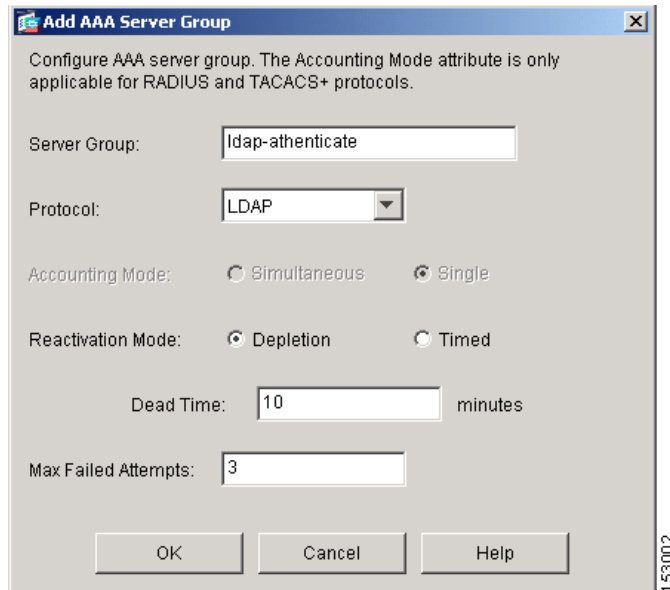 Add AAA Server Group
Configure AAA server group. The Accounting Mode attribute is only
applicable for RADIUS and TACACS+ protocols.
Server Group: ldap-athenticate
Protocol: LDAP
Accounting Mode: Simultaneous Single
Reactivation Mode: Depletion Timed
Dead Time: 10 minutes
Max Failed Attempts: 3
OK Cancel Help
153002